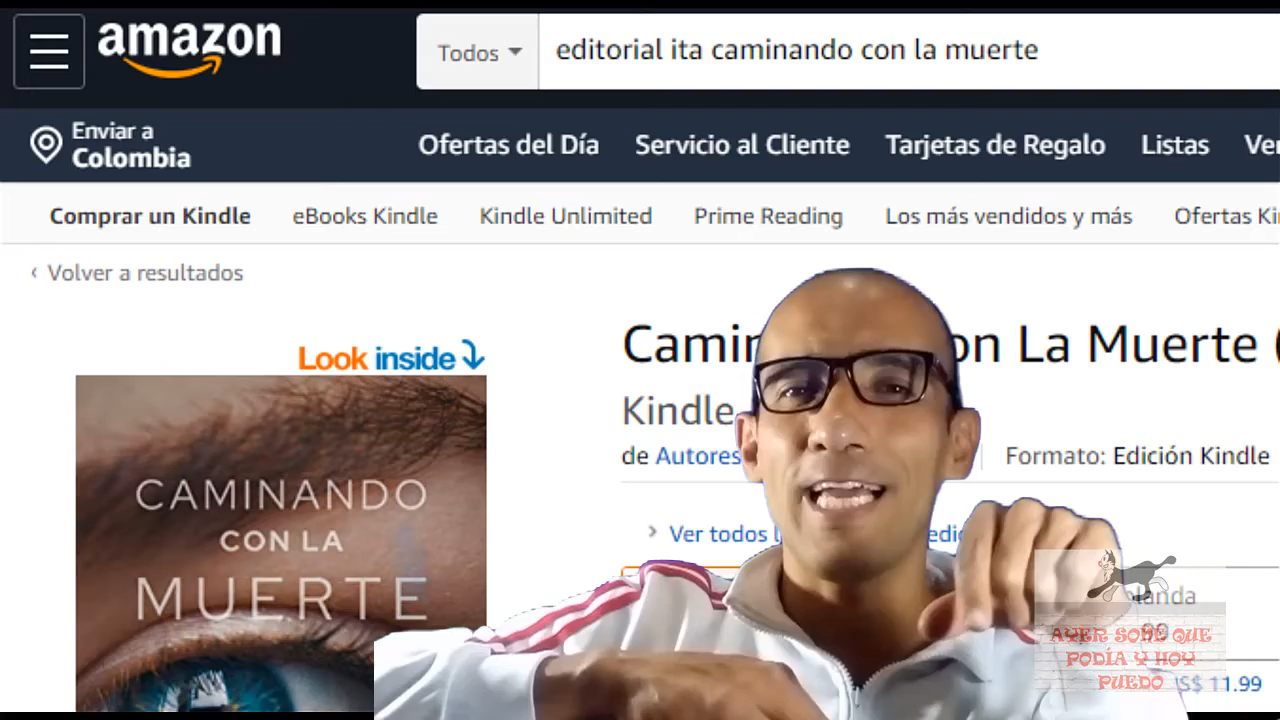 amazon
Todos
editorial ita caminando con la muerte
Enviar a
Colombia
Ofertas del Día
Servicio al Cliente
Tarjetas de Regalo
Listas
Comprar un Kindle
eBooks Kindle
Kindle Unlimited
Prime Reading
Los más vendidos y más
Ofertas
‹ Volver a resultados
Look inside
on La Muerte
Kindle
de Autores
Formato: Edición Kindle
Ver todos
CAMINANDO
CON LA
MUERTE
AYER SOÑÉ QUE
PODÍA Y HOY
PUEDO
11.99